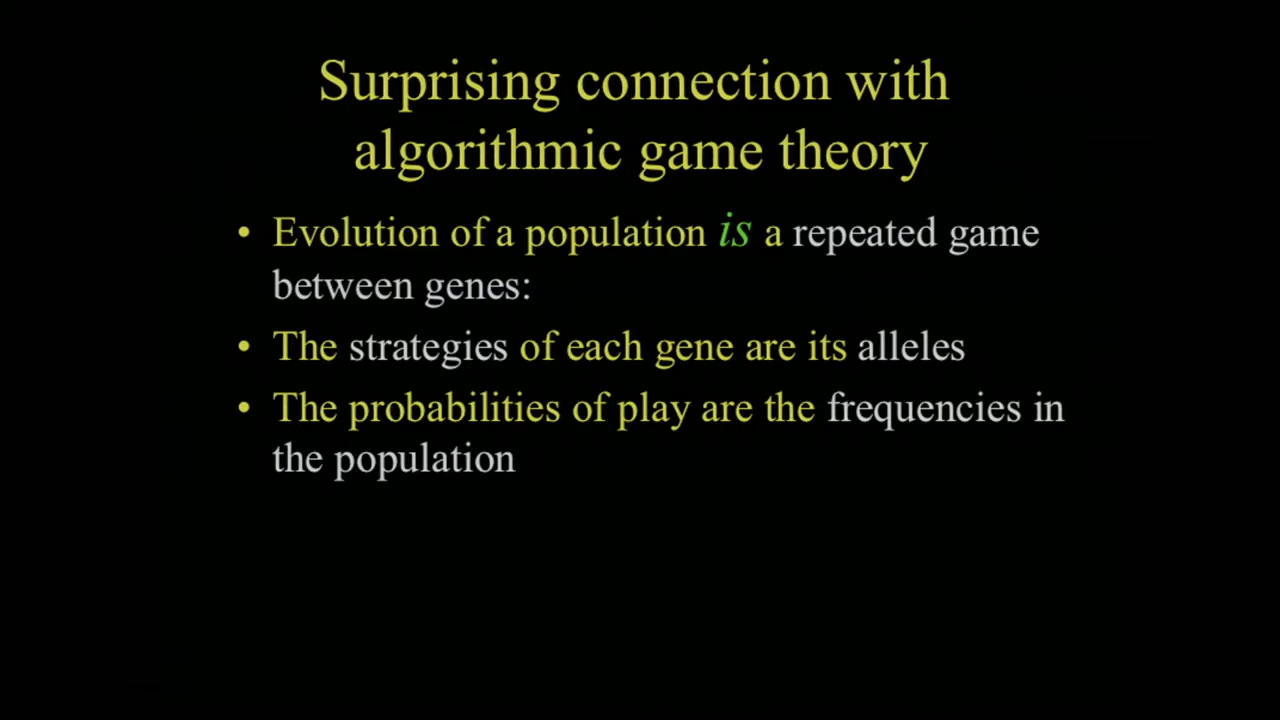 Surprising connection with
algorithmic game theory
• Evolution of a population is a repeated game
between genes:
• The strategies of each gene are its alleles
• The probabilities of play are the frequencies in
the population